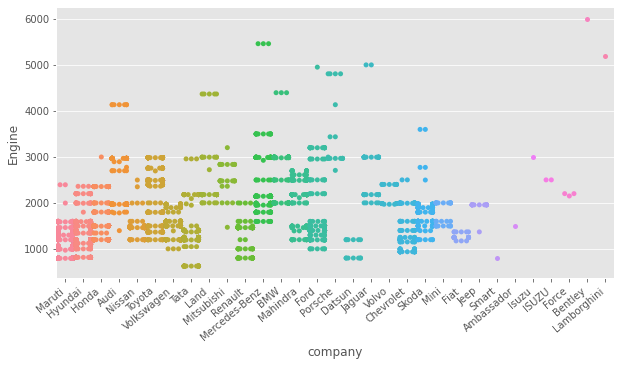 6000
5000
4000
3000
2000
1000
Engine
Maruti
Hyundai
Honda
Audi
Nissan
Toyota
Volkswagen
Tata
Land
Mitsubishi
Renault
Mercedes-Benz
BMW
Mahindra
Ford
Porsche
Datsun
Jaguar
Volvo
Chevrolet
Skoda
Mini
Fiat
Jeep
Smart
Ambassador
Isuzu
ISUZU
Force
Bentley
Lamborghini
company